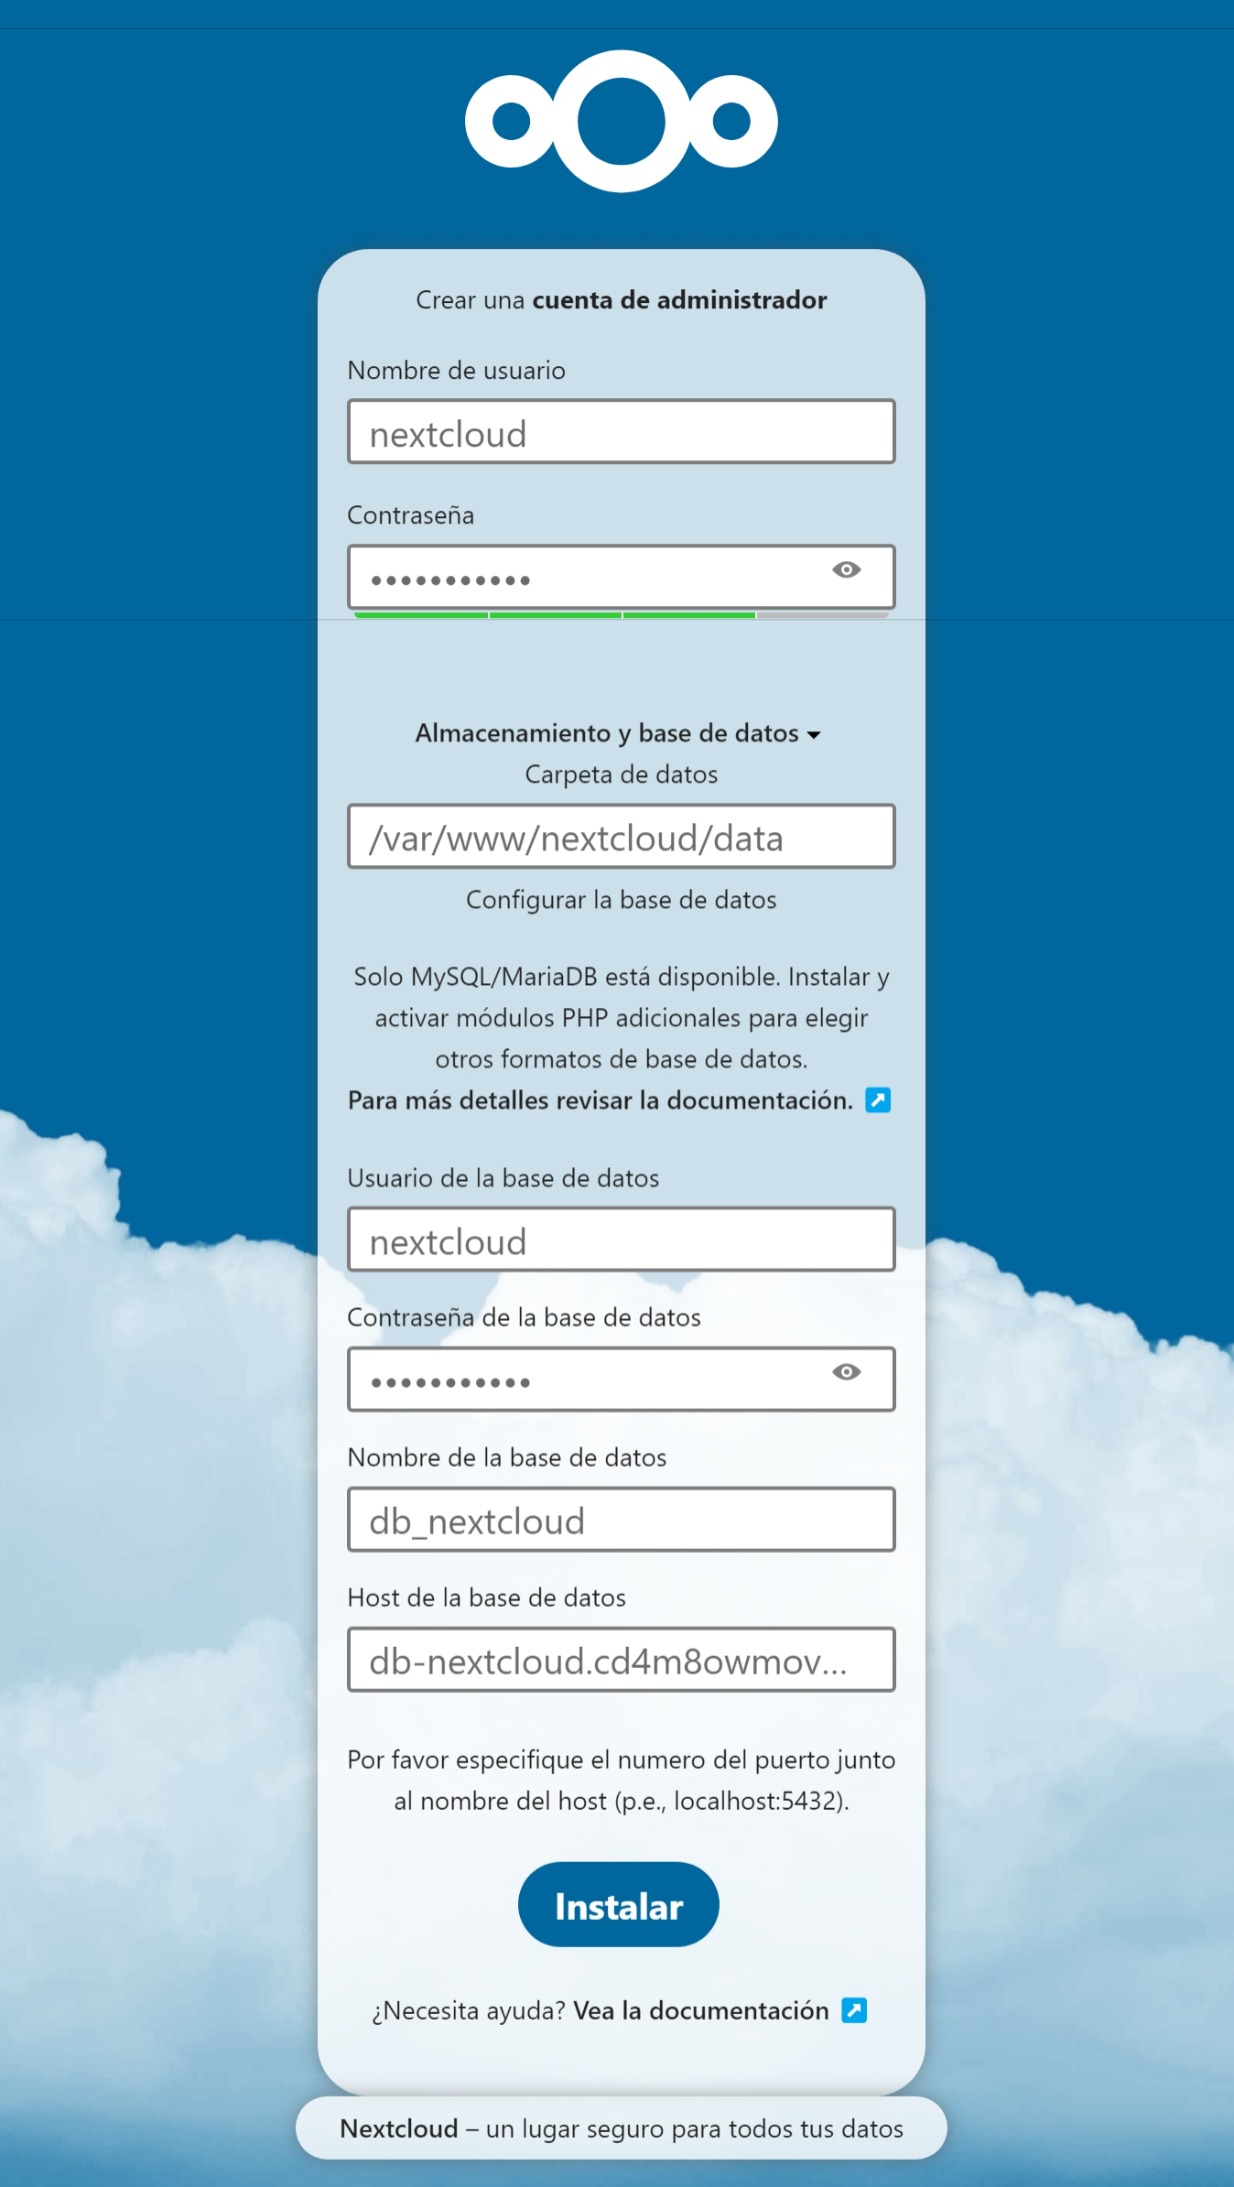 Crear una cuenta de administrador
Nombre de usuario
nextcloud
Contraseña
•••••••••••
Almacenamiento y base de datos
Carpeta de datos
/var/www/nextcloud/data
Configurar la base de datos
Solo MySQL/MariaDB está disponible. Instalar y
activar módulos PHP adicionales para elegir
otros formatos de base de datos.
Para más detalles revisar la documentación.
Usuario de la base de datos
nextcloud
Contraseña de la base de datos
•••••••••••
Nombre de la base de datos
db_nextcloud
Host de la base de datos
db-nextcloud.cd4m8owmov...
Por favor especifique el numero del puerto junto
al nombre del host (p.e., localhost:5432).
Instalar
¿Necesita ayuda? Vea la documentación
Nextcloud – un lugar seguro para todos tus datos